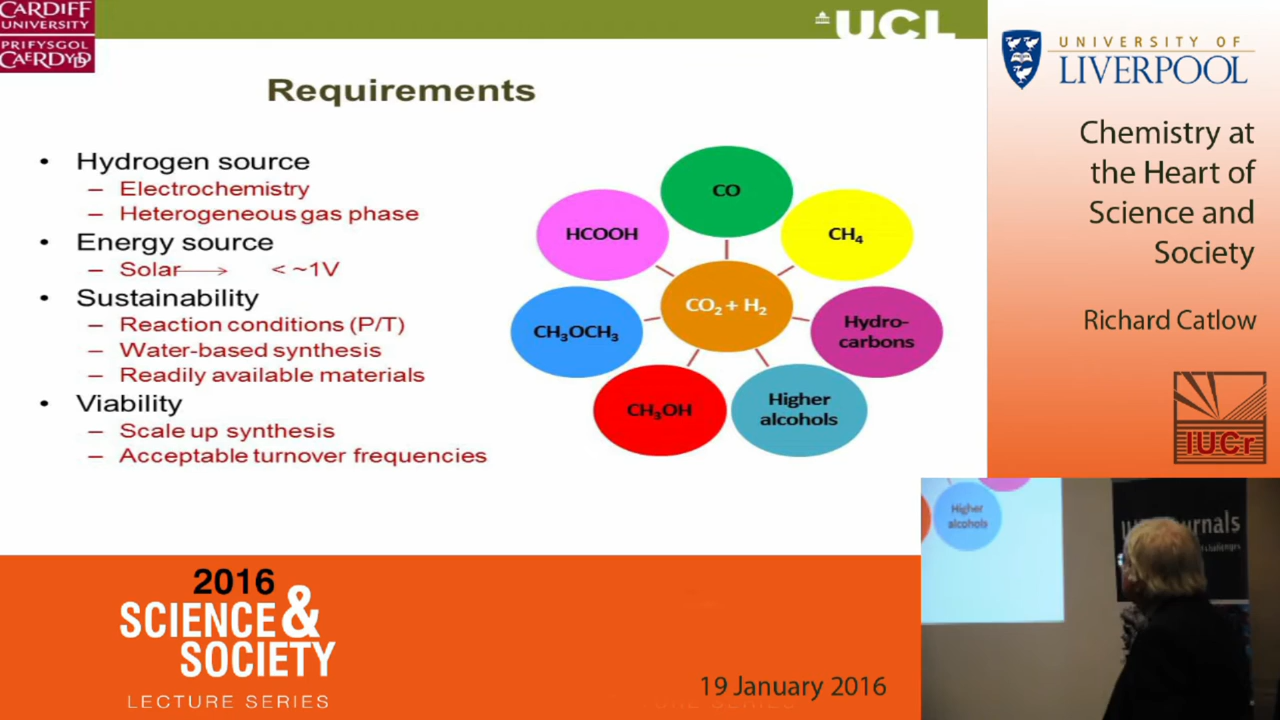 CARDIFF
UNIVERSITY
PRIFYSGOL
CAERDYDD
UCL
Requirements
• Hydrogen source
– Electrochemistry
– Heterogeneous gas phase
• Energy source
– Solar → < ~1V
• Sustainability
– Reaction conditions (P/T)
– Water-based synthesis
– Readily available materials
• Viability
– Scale up synthesis
– Acceptable turnover frequencies
CO
CH₄
Hydro-
carbons
Higher
alcohols
CH₃OH
CH₃OCH₃
HCOOH
CO₂ + H₂
UNIVERSITY OF
LIVERPOOL
Chemistry at
the Heart of
Science and
Society
Richard Catlow
IUCr
Higher
alcohols
challenges
2016
SCIENCE &
SOCIETY
LECTURE SERIES
19 January 2016